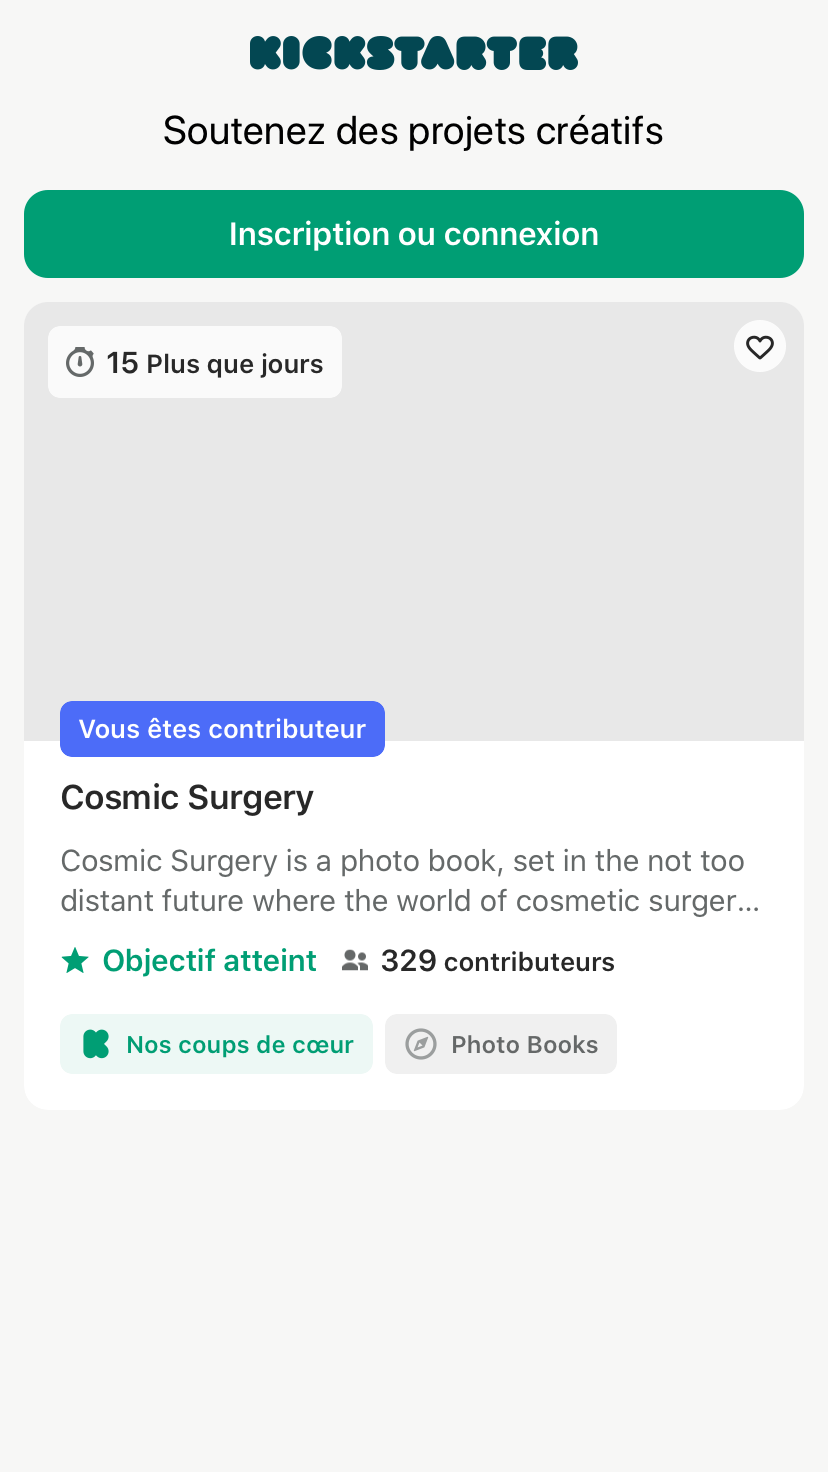 KICKSTARTER
Soutenez des projets créatifs
Inscription ou connexion
15 Plus que jours
Vous êtes contributeur
Cosmic Surgery
Cosmic Surgery is a photo book, set in the not too
distant future where the world of cosmetic surger...
Objectif atteint 329 contributeurs
Nos coups de cœur Photo Books